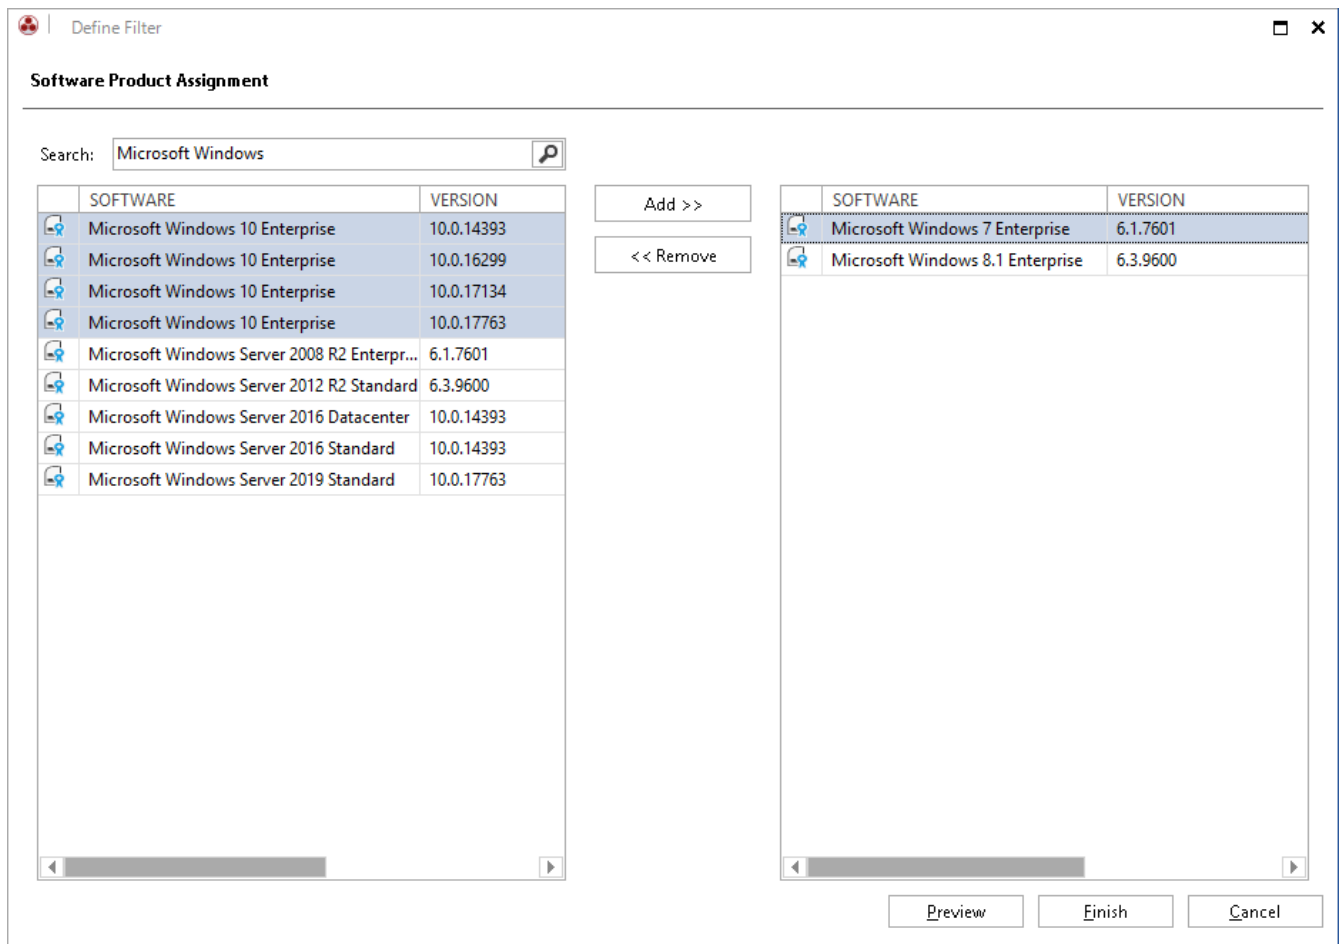 Define Filter
Software Product Assignment
Search: Microsoft Windows
SOFTWARE VERSION
Microsoft Windows 10 Enterprise 10.0.14393
Microsoft Windows 10 Enterprise 10.0.16299
Microsoft Windows 10 Enterprise 10.0.17134
Microsoft Windows 10 Enterprise 10.0.17763
Microsoft Windows Server 2008 R2 Enterpr... 6.1.7601
Microsoft Windows Server 2012 R2 Standard 6.3.9600
Microsoft Windows Server 2016 Datacenter 10.0.14393
Microsoft Windows Server 2016 Standard 10.0.14393
Microsoft Windows Server 2019 Standard 10.0.17763
Add >>
<< Remove
SOFTWARE VERSION
Microsoft Windows 7 Enterprise 6.1.7601
Microsoft Windows 8.1 Enterprise 6.3.9600
Preview Finish Cancel